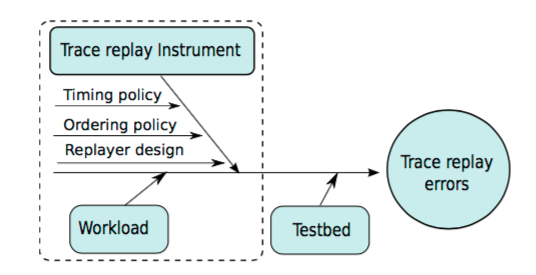 Trace replay Instrument
Timing policy
Ordering policy
Replayer design
Trace replay
errors
Workload
Testbed